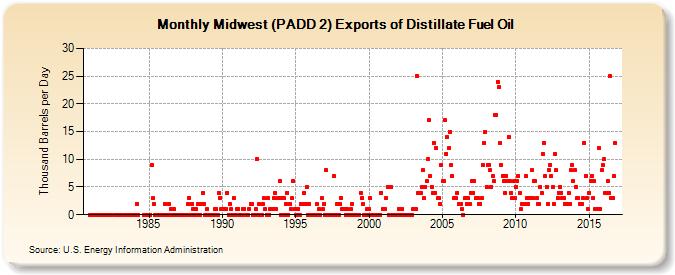 Monthly Midwest (PADD 2) Exports of Distillate Fuel Oil
Thousand Barrels per Day
30
25
20
15
10
5
0
1985 1990 1995 2000 2005 2010 2015
Source: U.S. Energy Information Administration